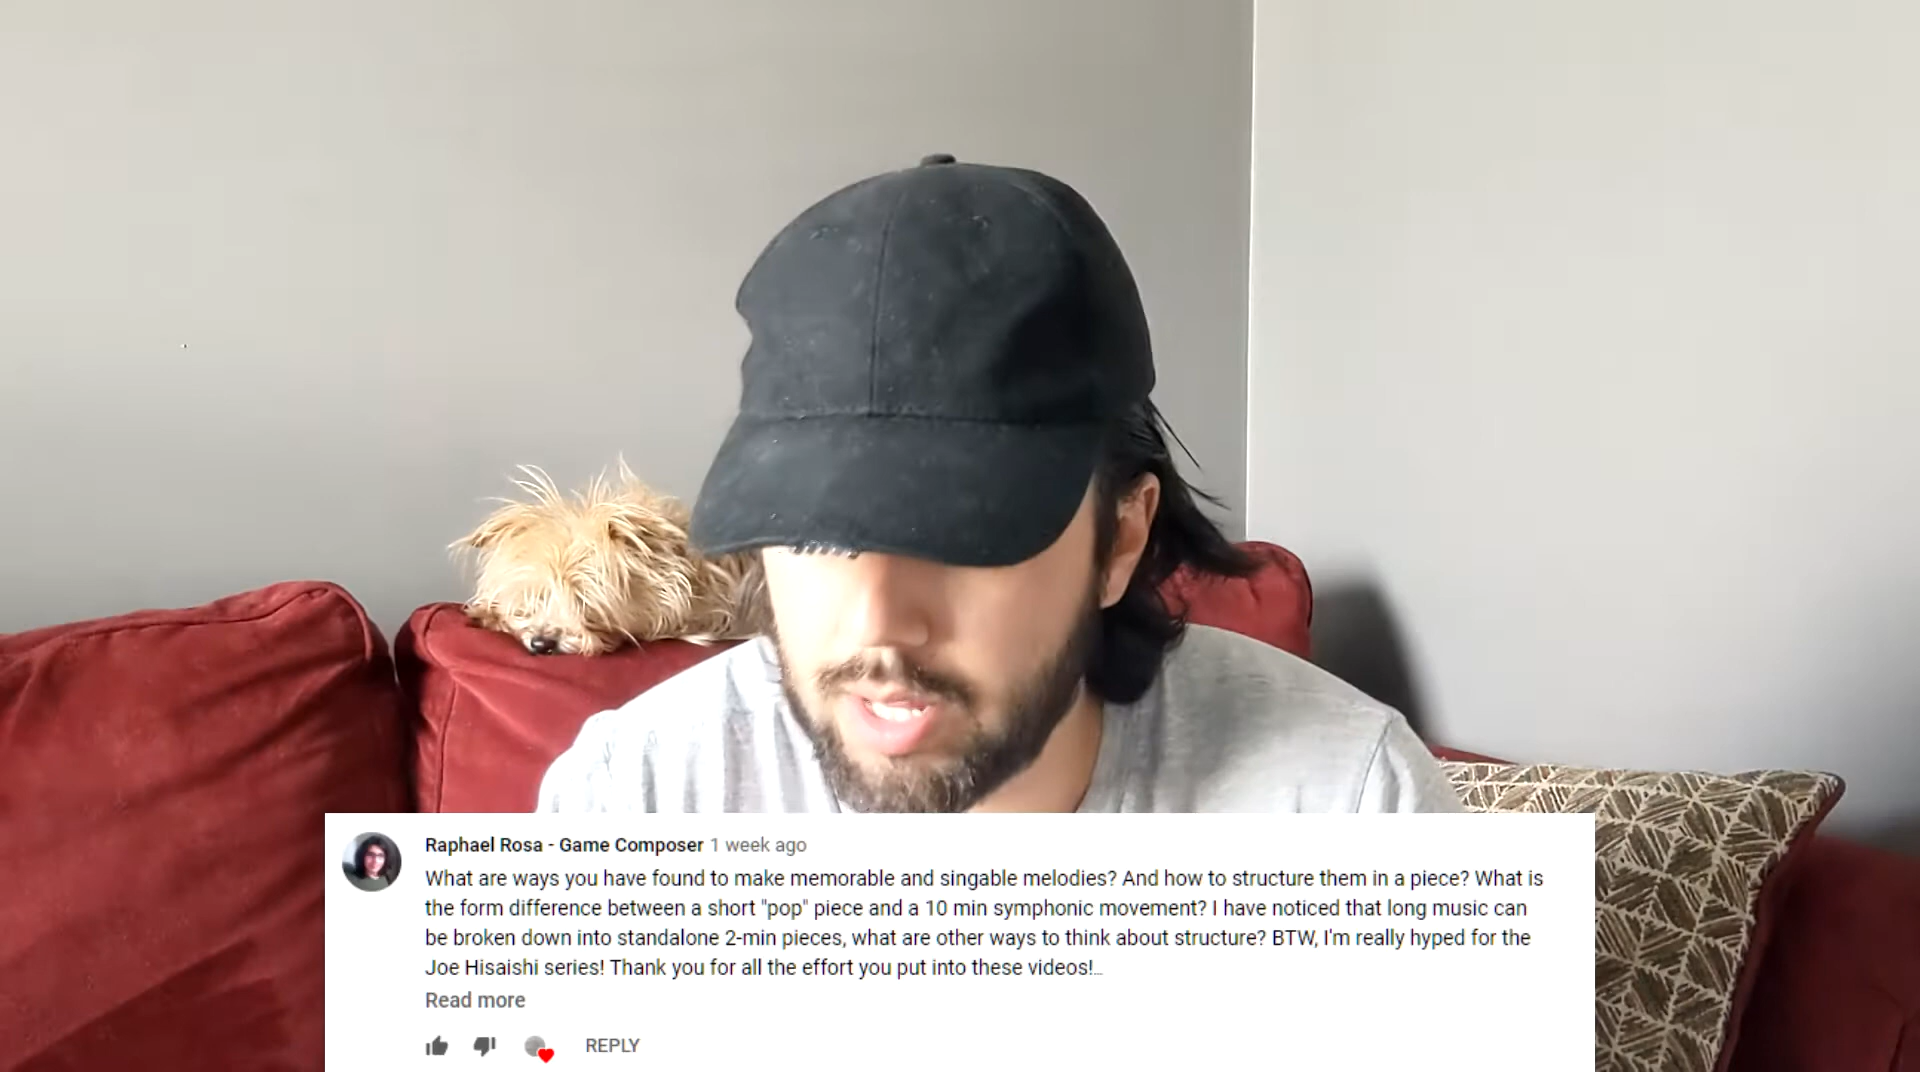 Raphael Rosa - Game Composer 1 week ago
What are ways you have found to make memorable and singable melodies? And how to structure them in a piece? What is
the form difference between a short "pop" piece and a 10 min symphonic movement? I have noticed that long music can
be broken down into standalone 2-min pieces, what are other ways to think about structure? BTW, I'm really hyped for the
Joe Hisaishi series! Thank you for all the effort you put into these videos!...
Read more
REPLY